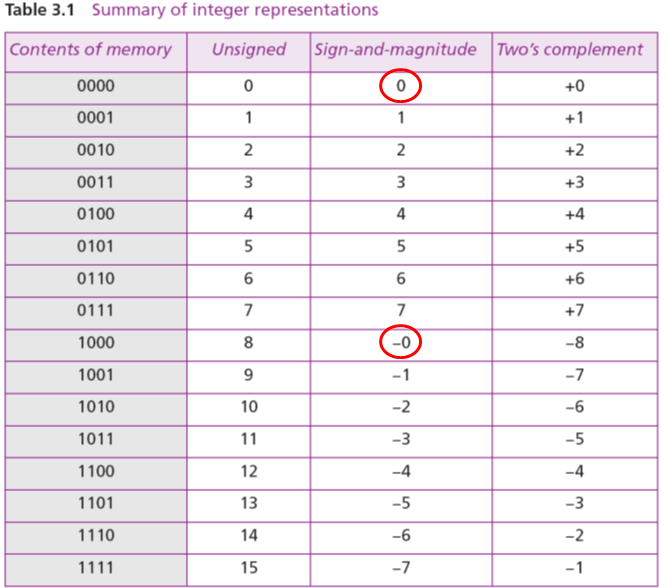 Table 3.1 Summary of integer representations
Contents of memory Unsigned Sign-and-magnitude Two's complement
0000 0 0 +0
0001 1 1 +1
0010 2 2 +2
0011 3 3 +3
0100 4 4 +4
0101 5 5 +5
0110 6 6 +6
0111 7 7 +7
1000 8 −0 −8
1001 9 −1 −7
1010 10 −2 −6
1011 11 −3 −5
1100 12 −4 −4
1101 13 −5 −3
1110 14 −6 −2
1111 15 −7 −1